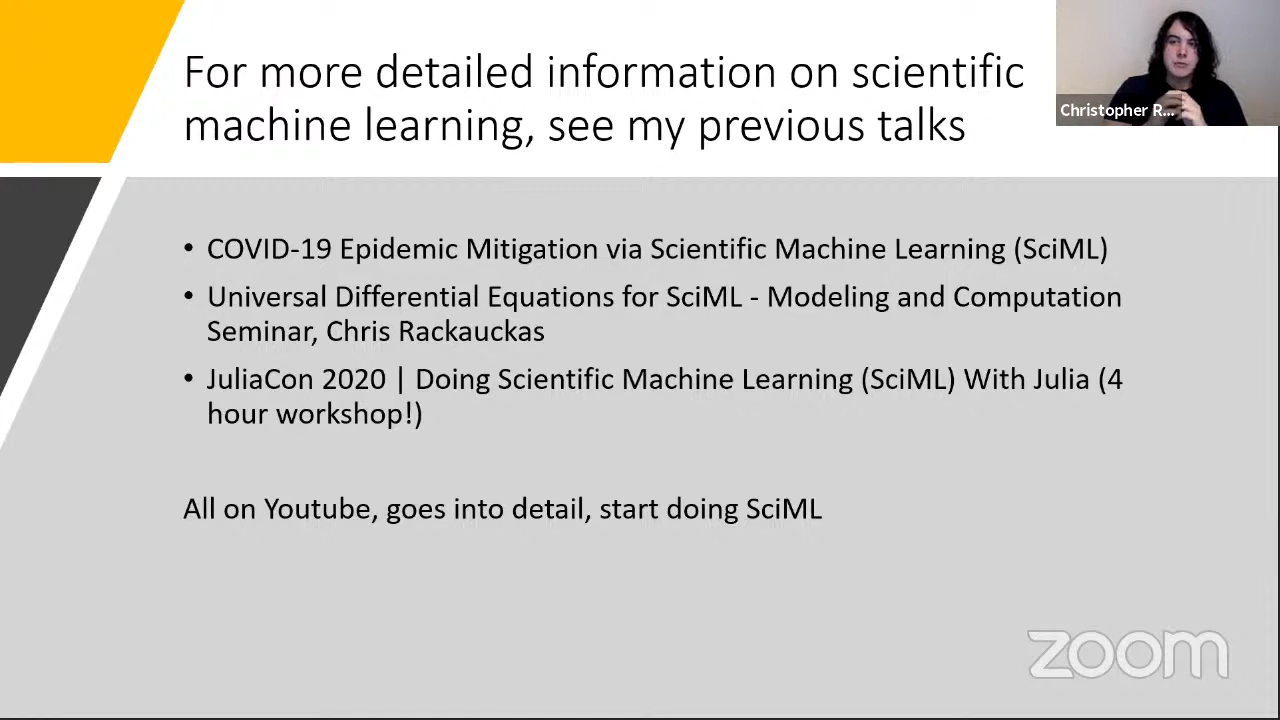 For more detailed information on scientific
machine learning, see my previous talks
Christopher R...
• COVID-19 Epidemic Mitigation via Scientific Machine Learning (SciML)
• Universal Differential Equations for SciML - Modeling and Computation
Seminar, Chris Rackauckas
• JuliaCon 2020 | Doing Scientific Machine Learning (SciML) With Julia (4
hour workshop!)
All on Youtube, goes into detail, start doing SciML
zoom